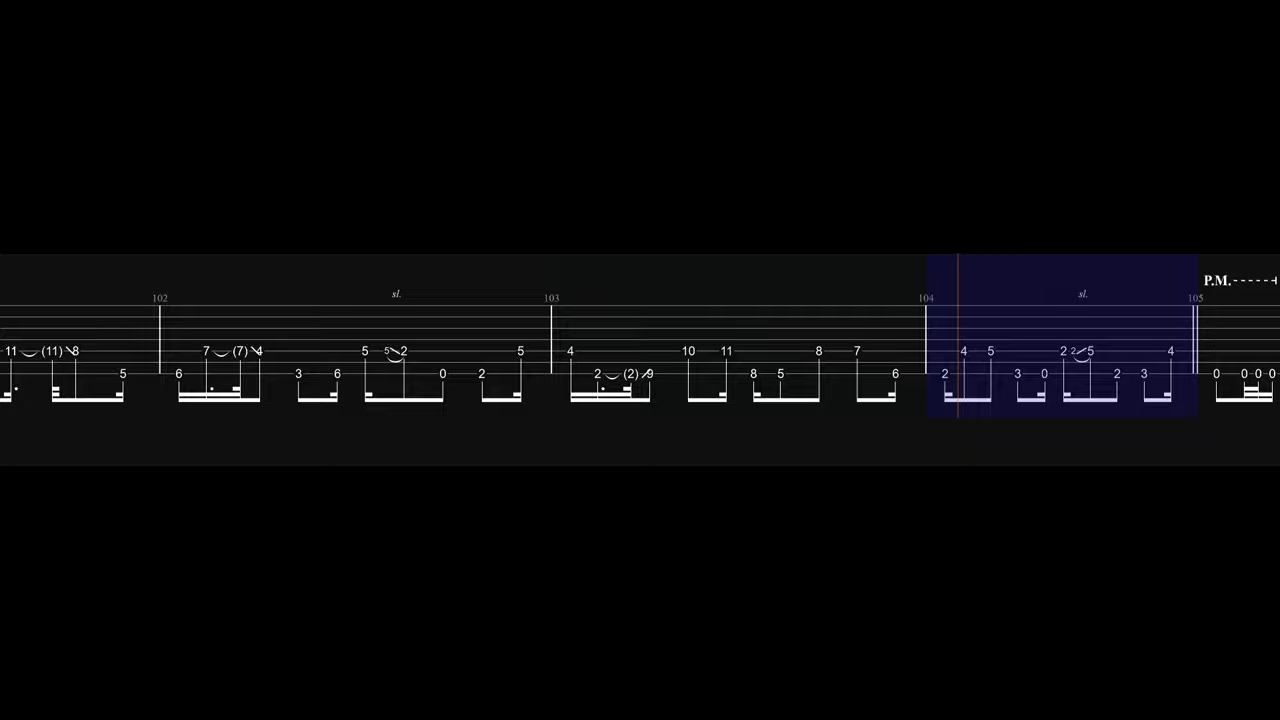 P.M.
sl. sl.
102 103 104 105
11 (11) 8 7 (7) 4 5 5 2 5 4 10 11 8 7 4 5 2 2 5 4
5 6 3 6 0 2 2 (2) 9 8 5 6 2 3 0 2 3 0 0 0 0